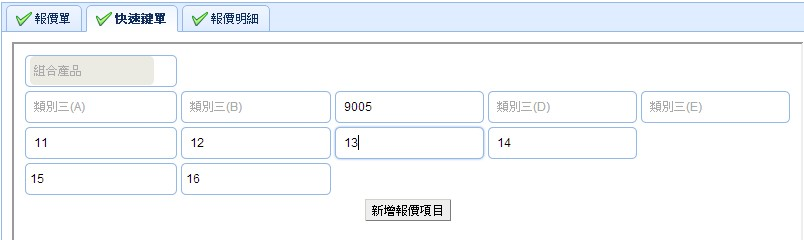 報價單 快速鍵單 報價明細
組合產品
類別三(A) 類別三(B) 9005 類別三(D) 類別三(E)
11 12 13 14
15 16
新增報價項目